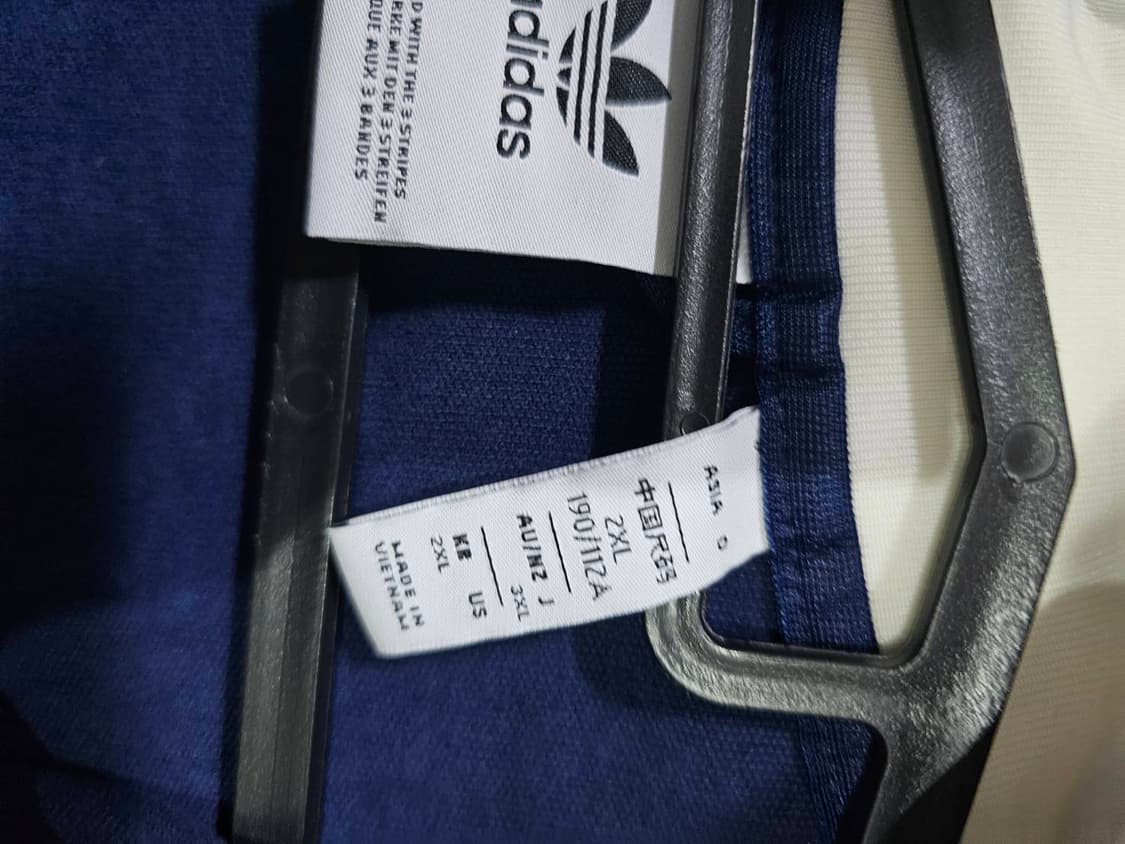 adidas
D WITH THE 3 STRIPES
RKE MIT DEN 3 STREIFEN
QUE AUX 3 BANDES
ASIA O
中国尺码
2XL
190/112A
AU/NZ J
3XL
KR US
2XL
MADE IN
VIETNAM